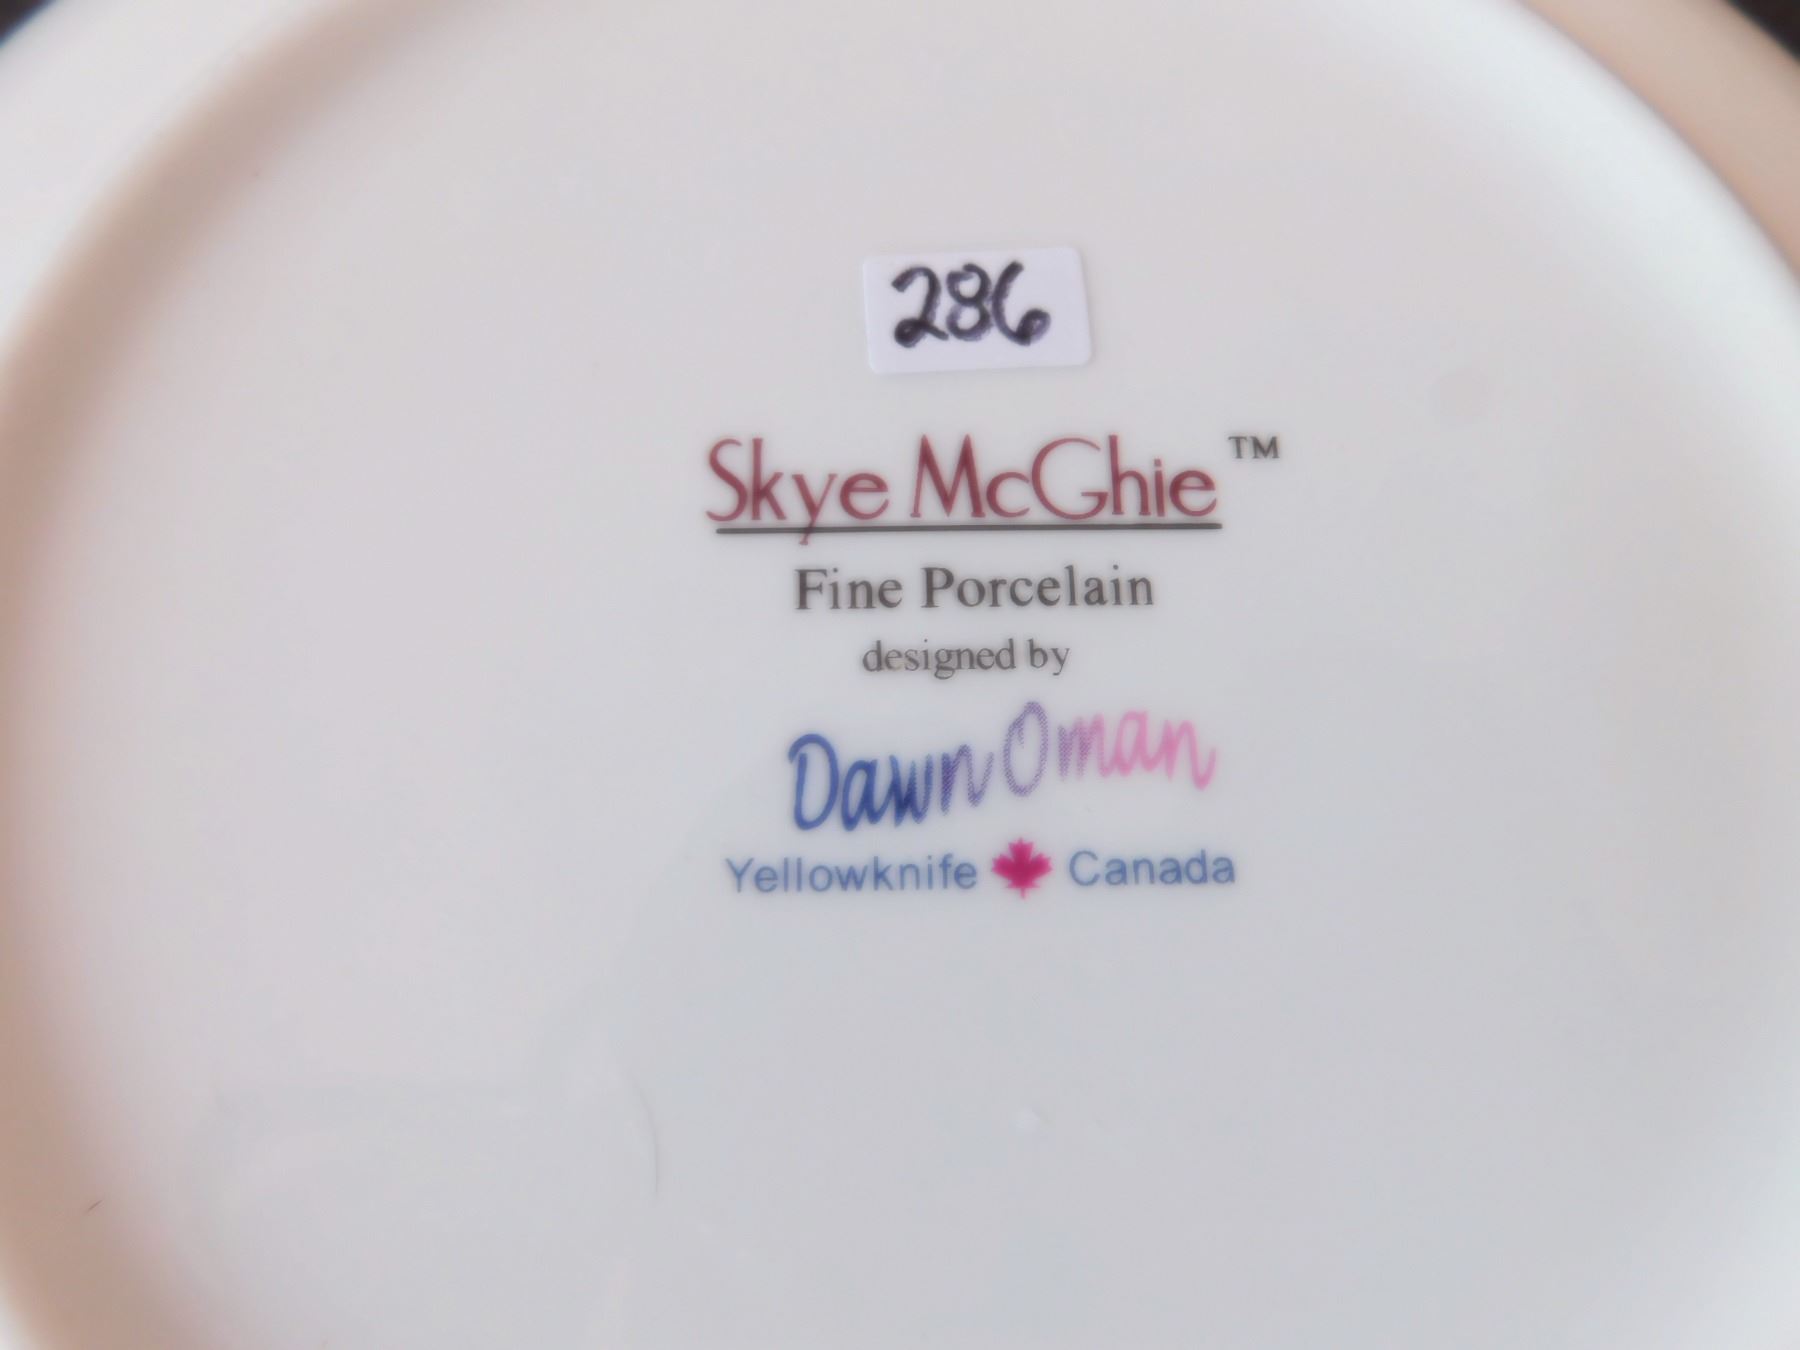 286
Skye McGhie™
Fine Porcelain
designed by
Dawn Oman
Yellowknife Canada